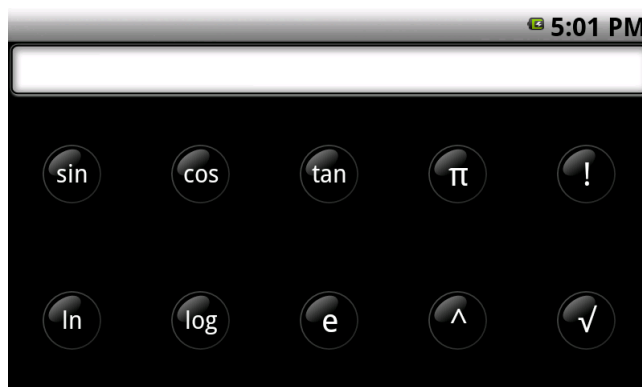 5:01 PM
sin cos tan π !
ln log e ^ √